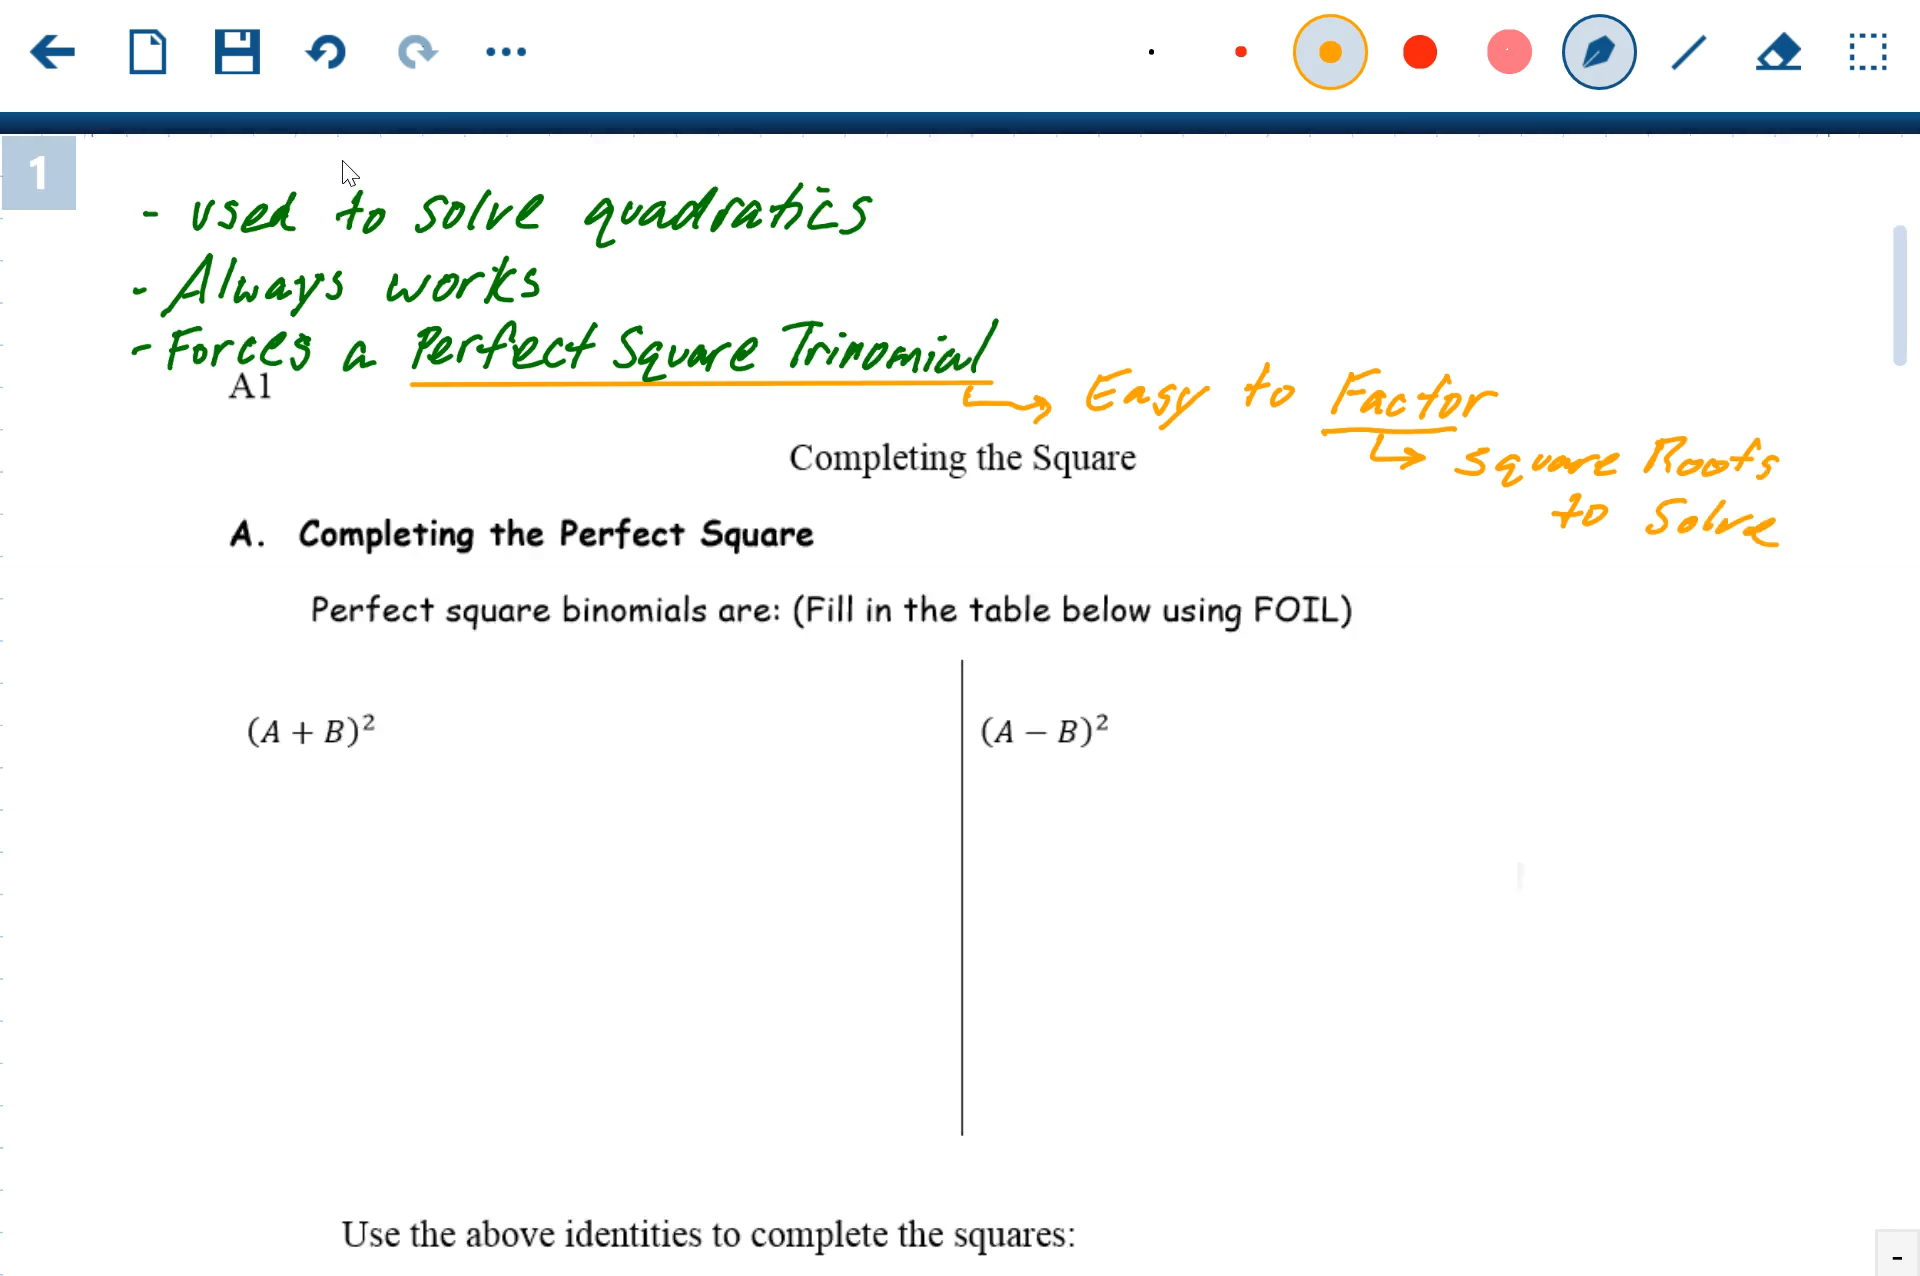 1
- used to solve quadratics
- Always works
- Forces a Perfect Square Trinomial
A1
Easy to Factor
Completing the Square
square Roots
to Solve
A. Completing the Perfect Square
Perfect square binomials are: (Fill in the table below using FOIL)
(A + B)²
(A − B)²
Use the above identities to complete the squares: